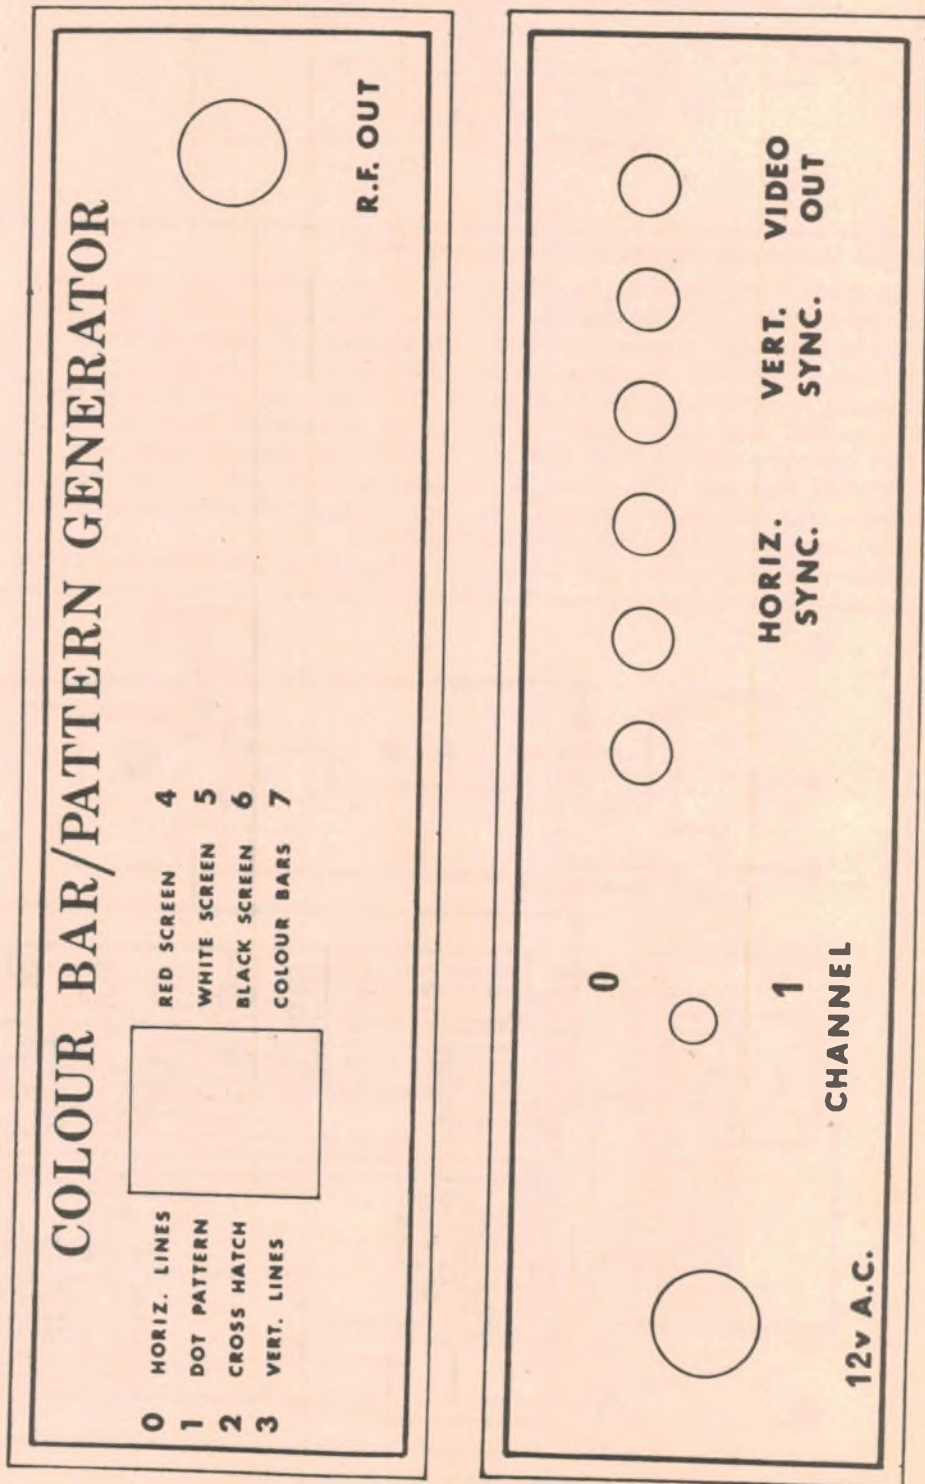 COLOUR BAR/PATTERN GENERATOR
0 HORIZ. LINES
1 DOT PATTERN
2 CROSS HATCH
3 VERT. LINES
RED SCREEN 4
WHITE SCREEN 5
BLACK SCREEN 6
COLOUR BARS 7
R.F. OUT
12v A.C.
0
1
CHANNEL
HORIZ.
SYNC.
VERT.
SYNC.
VIDEO
OUT